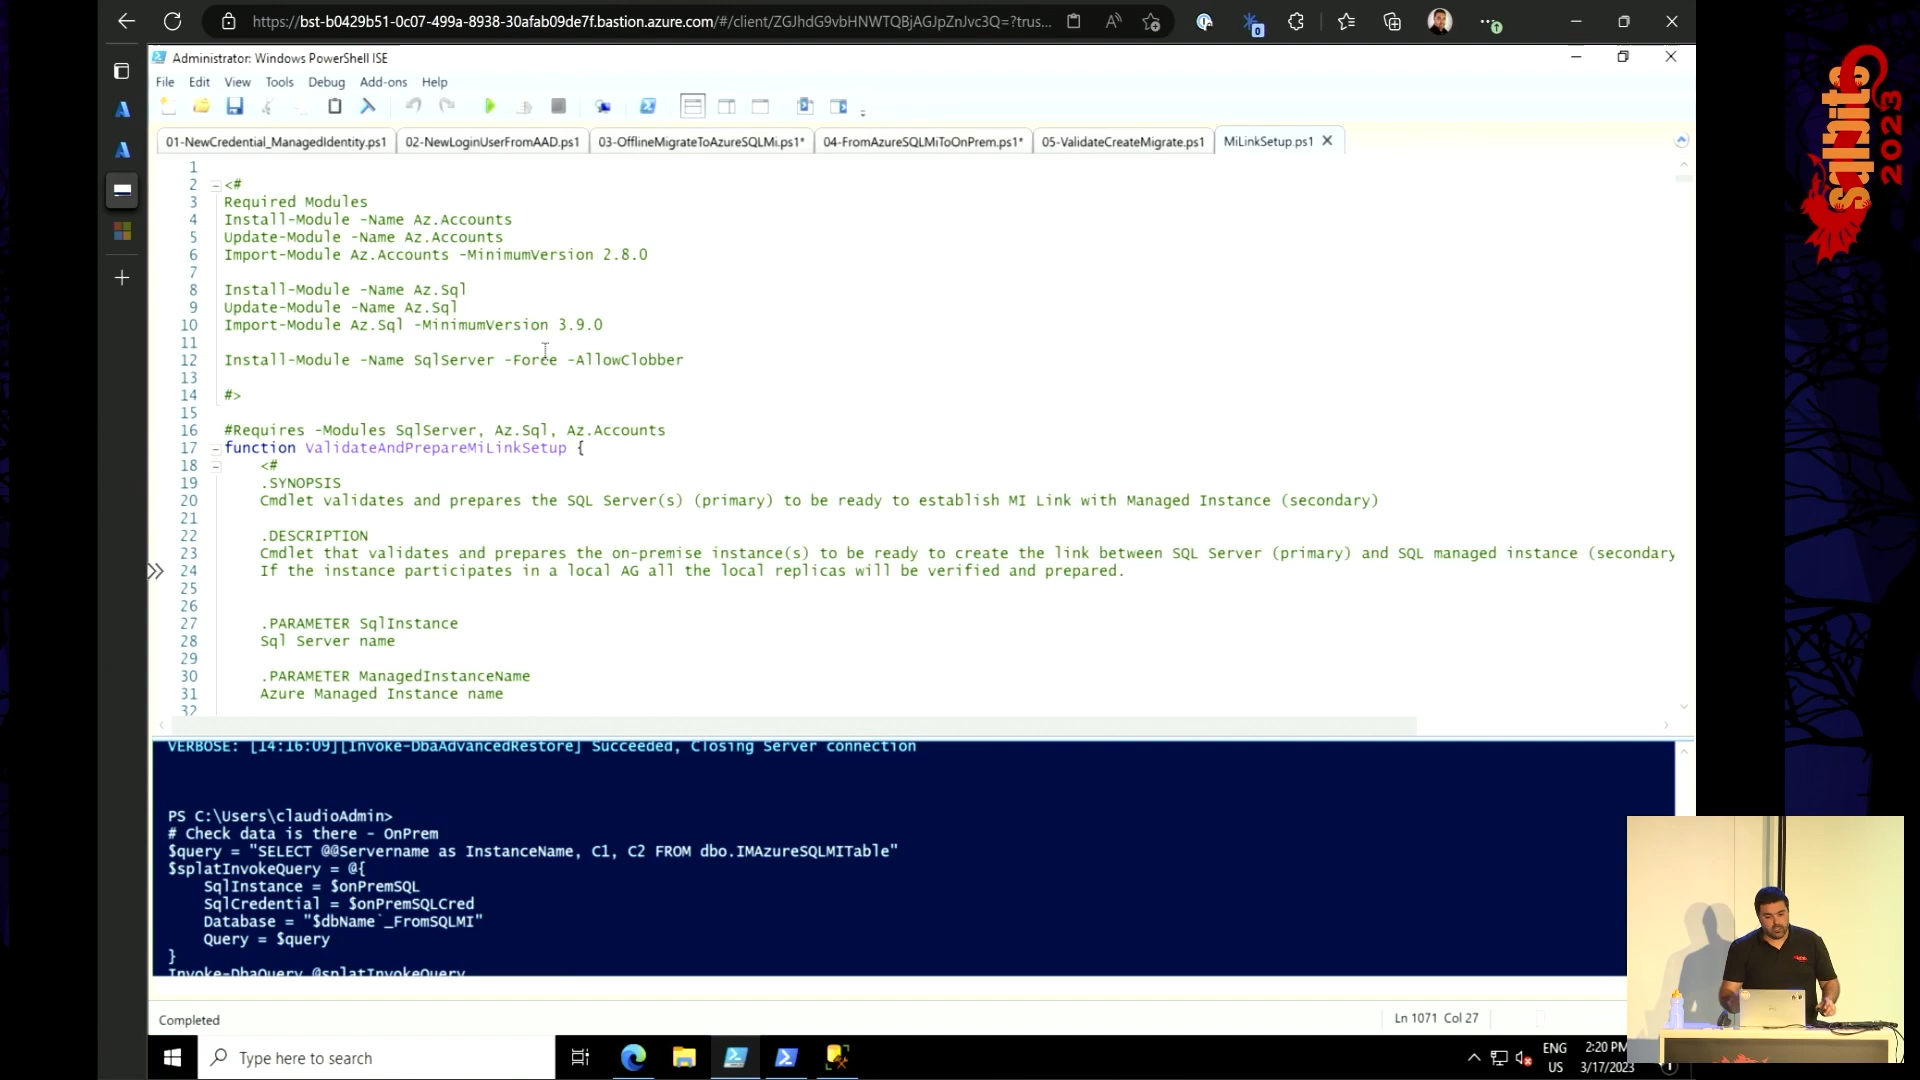 https://bst-b0429b51-0c07-499a-8938-30afab09de7f.bastion.azure.com/#/client/ZGJhdG9vbHNWTQBjAGJpZnJvc3Q=?trus...
0
Administrator: Windows PowerShell ISE
File Edit View Tools Add-ons Help
01-NewCredential_ManagedIdentity.ps1 02-NewLoginUserFromAAD.ps1 03-OfflineMigrateToAzureSQLMi.ps1* 04-FromAzureSQLMiToOnPrem.ps1* 05-ValidateCreateMigrate.ps1 MiLinkSetup.ps1
1
2 <#
3 Required Modules
4 Install-Module -Name Az.Accounts
5 Update-Module -Name Az.Accounts
6 Import-Module Az.Accounts -MinimumVersion 2.8.0
7
8 Install-Module -Name Az.Sql
9 Update-Module -Name Az.Sql
10 Import-Module Az.Sql -MinimumVersion 3.9.0
11
12 Install-Module -Name SqlServer -Force -AllowClobber
13
14 #>
15
16 #Requires -Modules SqlServer, Az.Sql, Az.Accounts
17 function ValidateAndPrepareMiLinkSetup {
18 <#
19 .SYNOPSIS
20 Cmdlet validates and prepares the SQL Server(s) (primary) to be ready to establish MI Link with Managed Instance (secondary)
21
22 .DESCRIPTION
23 Cmdlet that validates and prepares the on-premise instance(s) to be ready to create the link between SQL Server (primary) and SQL managed instance (secondary
24 If the instance participates in a local AG all the local replicas will be verified and prepared.
25
26
27 .PARAMETER SqlInstance
28 Sql Server name
29
30 .PARAMETER ManagedInstanceName
31 Azure Managed Instance name
32
VERBOSE: [14:16:09][Invoke-DbaAdvancedRestore] Succeeded, Closing Server connection
PS C:\Users\claudioAdmin>
# Check data is there - OnPrem
$query = "SELECT @@Servername as InstanceName, C1, C2 FROM dbo.IMAzureSQLMITable"
$splatInvokeQuery = @{
SqlInstance = $onPremSQL
SqlCredential = $onPremSQLCred
Database = "$dbName`_FromSQLMI"
Query = $query
}
Invoke-DbaQuery @splatInvokeQuery
Completed
Ln 1071 Col 27
Type here to search
ENG
US
2:20 PM
3/17/2023
1
sqlbits
2023